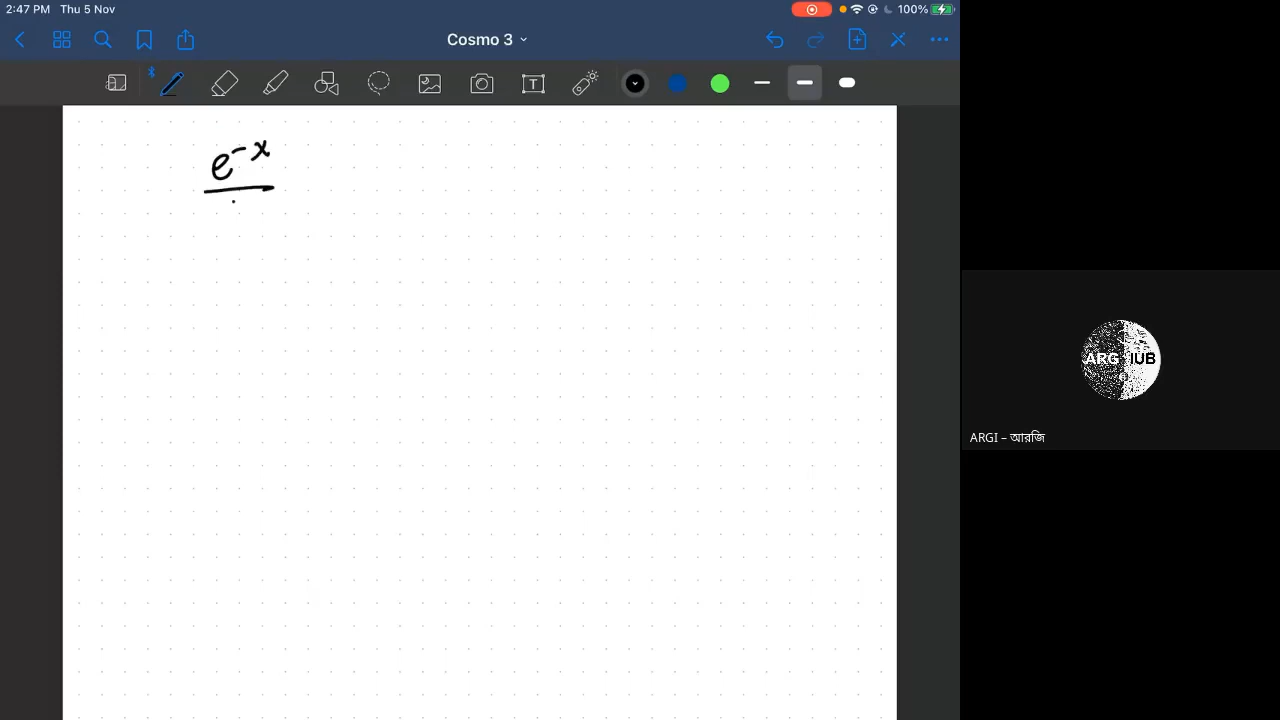 2:47 PM Thu 5 Nov
100%
Cosmo 3
T
e^{-x}
ARG IUB
ARGI – আরজি